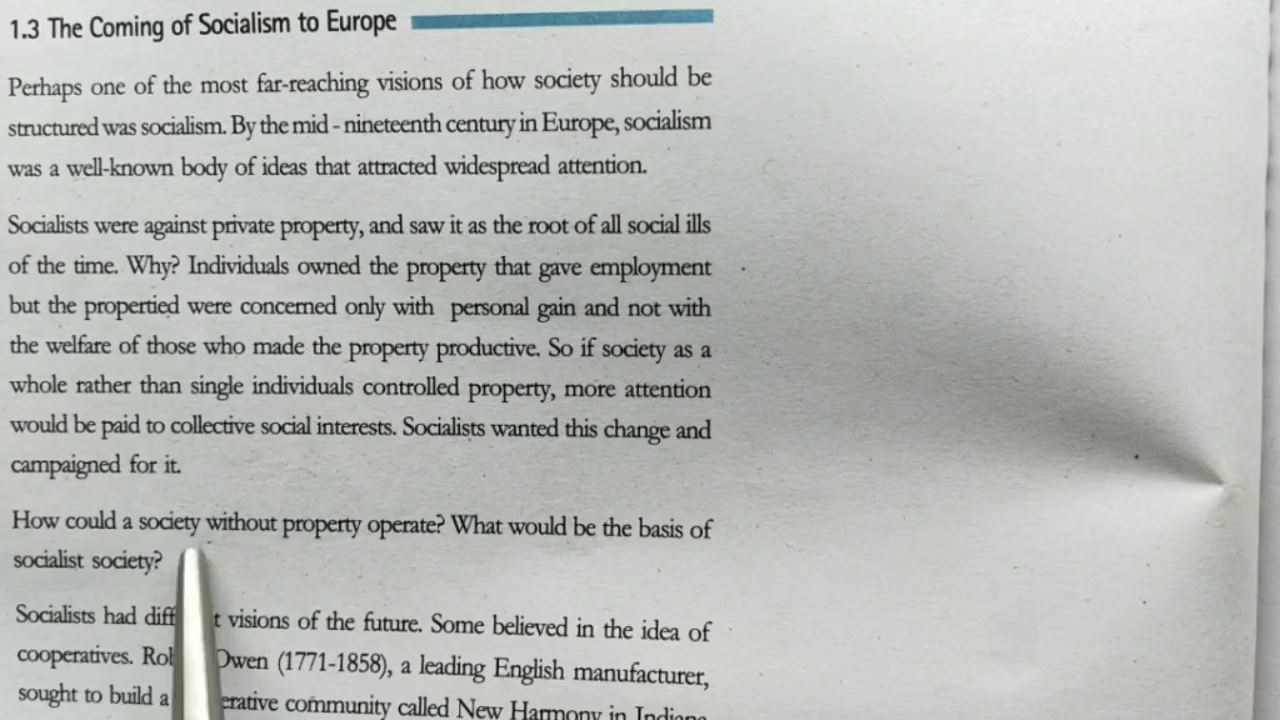 1.3 The Coming of Socialism to Europe
Perhaps one of the most far-reaching visions of how society should be
structured was socialism. By the mid - nineteenth century in Europe, socialism
was a well-known body of ideas that attracted widespread attention.
Socialists were against private property, and saw it as the root of all social ills
of the time. Why? Individuals owned the property that gave employment
but the propertied were concerned only with personal gain and not with
the welfare of those who made the property productive. So if society as a
whole rather than single individuals controlled property, more attention
would be paid to collective social interests. Socialists wanted this change and
campaigned for it.
How could a society without property operate? What would be the basis of
socialist society?
Socialists had visions of the future. Some believed in the idea of
cooperatives. Owen (1771-1858), a leading English manufacturer,
sought to build a community called New Harmony in